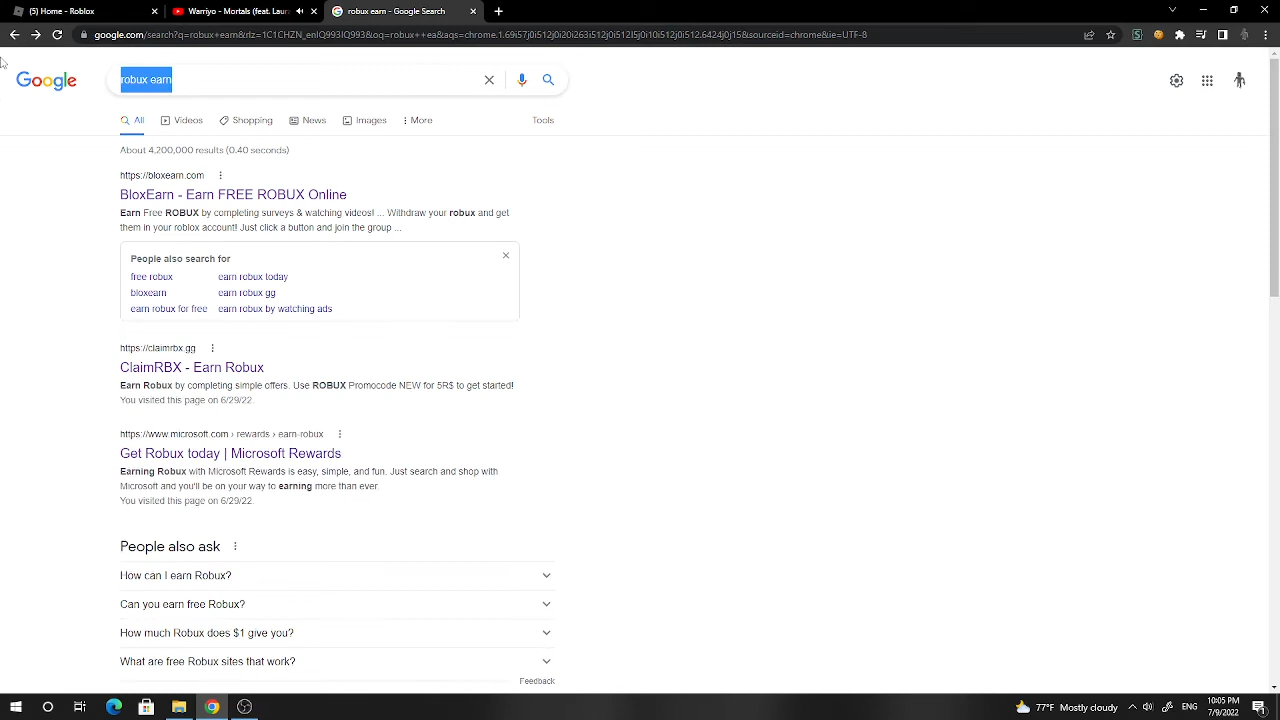 (5) Home - Roblox
Warriyo - Mortals (feat. Laura
robux earn - Google Search
google.com/search?q=robux+earn&rlz=1C1CHZN_enIQ993IQ993&oq=robux++ea&aqs=chrome.1.69i57j0i512j0i20i263i512j0i512l5j0i10i512j0i512.6424j0j15&sourceid=chrome&ie=UTF-8
Google
robux earn
All
Videos
Shopping
News
Images
More
Tools
About 4,200,000 results (0.40 seconds)
https://bloxearn.com
BloxEarn - Earn FREE ROBUX Online
Earn Free ROBUX by completing surveys & watching videos! ... Withdraw your robux and get
them in your roblox account! Just click a button and join the group ...
People also search for
free robux earn robux today
bloxearn earn robux gg
earn robux for free earn robux by watching ads
https://claimrbx.gg
ClaimRBX - Earn Robux
Earn Robux by completing simple offers. Use ROBUX Promocode NEW for 5R$ to get started!
You visited this page on 6/29/22.
https://www.microsoft.com › rewards › earn-robux
Get Robux today | Microsoft Rewards
Earning Robux with Microsoft Rewards is easy, simple, and fun. Just search and shop with
Microsoft and you'll be on your way to earning more than ever.
You visited this page on 6/29/22.
People also ask
How can I earn Robux?
Can you earn free Robux?
How much Robux does $1 give you?
What are free Robux sites that work?
Feedback
77°F Mostly cloudy
ENG
10:05 PM
7/9/2022